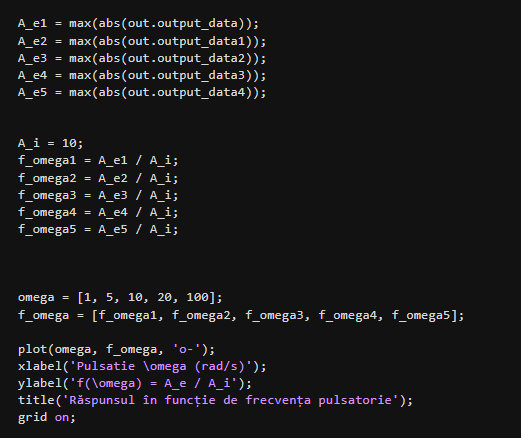 A_e1 = max(abs(out.output_data));
A_e2 = max(abs(out.output_data1));
A_e3 = max(abs(out.output_data2));
A_e4 = max(abs(out.output_data3));
A_e5 = max(abs(out.output_data4));
A_i = 10;
f_omega1 = A_e1 / A_i;
f_omega2 = A_e2 / A_i;
f_omega3 = A_e3 / A_i;
f_omega4 = A_e4 / A_i;
f_omega5 = A_e5 / A_i;
omega = [1, 5, 10, 20, 100];
f_omega = [f_omega1, f_omega2, f_omega3, f_omega4, f_omega5];
plot(omega, f_omega, 'o-');
xlabel('Pulsatie \omega (rad/s)');
ylabel('f(\omega) = A_e / A_i');
title('Răspunsul în funcție de frecvența pulsatorie');
grid on;